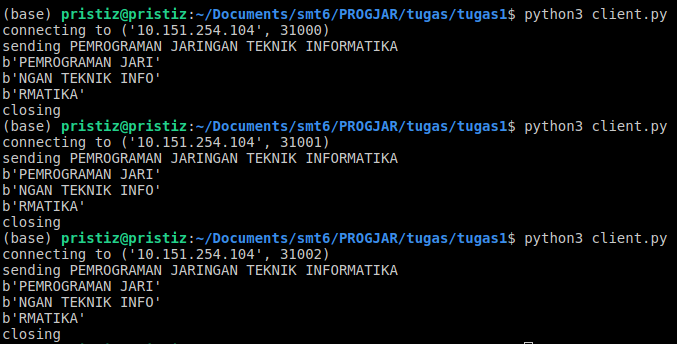 (base) pristiz@pristiz:~/Documents/smt6/PROGJAR/tugas/tugas1$ python3 client.py
connecting to ('10.151.254.104', 31000)
sending PEMROGRAMAN JARINGAN TEKNIK INFORMATIKA
b'PEMROGRAMAN JARI'
b'NGAN TEKNIK INFO'
b'RMATIKA'
closing
(base) pristiz@pristiz:~/Documents/smt6/PROGJAR/tugas/tugas1$ python3 client.py
connecting to ('10.151.254.104', 31001)
sending PEMROGRAMAN JARINGAN TEKNIK INFORMATIKA
b'PEMROGRAMAN JARI'
b'NGAN TEKNIK INFO'
b'RMATIKA'
closing
(base) pristiz@pristiz:~/Documents/smt6/PROGJAR/tugas/tugas1$ python3 client.py
connecting to ('10.151.254.104', 31002)
sending PEMROGRAMAN JARINGAN TEKNIK INFORMATIKA
b'PEMROGRAMAN JARI'
b'NGAN TEKNIK INFO'
b'RMATIKA'
closing